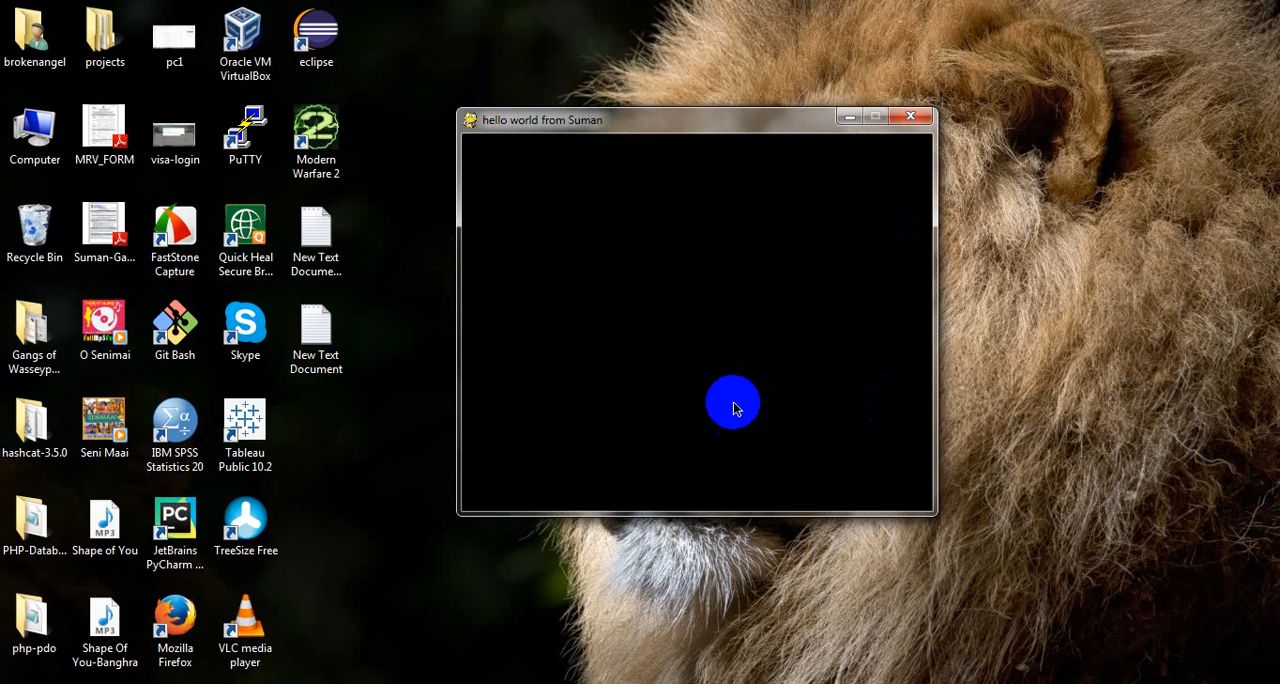 brokenangel
projects
pc1
Oracle VM
VirtualBox
eclipse
hello world from Suman
Computer
MRV_FORM
visa-login
PuTTY
Modern
Warfare 2
Recycle Bin
Suman-Ga...
FastStone
Capture
Quick Heal
Secure Br...
New Text
Docume...
Gangs of
Wasseyp...
O Senimai
Git Bash
Skype
New Text
Document
hashcat-3.5.0
Seni Maai
IBM SPSS
Statistics 20
Tableau
Public 10.2
PHP-Datab...
MP3
Shape of You
PC
JetBrains
PyCharm ...
TreeSize Free
php-pdo
MP3
Shape Of
You-Banghra
Mozilla
Firefox
VLC media
player